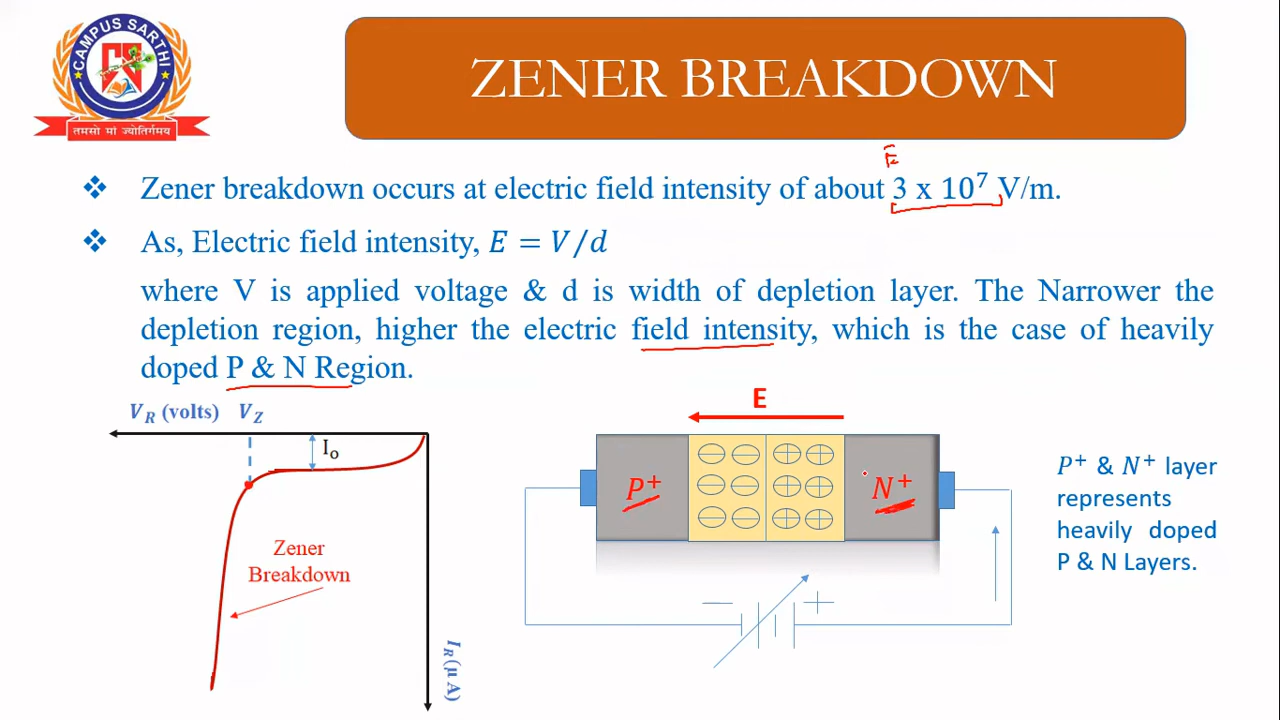 CAMPUS SARTHI
तमसो मां ज्योतिर्गमय
ZENER BREAKDOWN
E
❖ Zener breakdown occurs at electric field intensity of about 3 x 10⁷ V/m.
❖ As, Electric field intensity, E = V/d
where V is applied voltage & d is width of depletion layer. The Narrower the
depletion region, higher the electric field intensity, which is the case of heavily
doped P & N Region.
V_R (volts) V_Z
I₀
Zener
Breakdown
I_R (μ A)
E
P⁺
N⁺
− +
P⁺ & N⁺ layer
represents
heavily doped
P & N Layers.